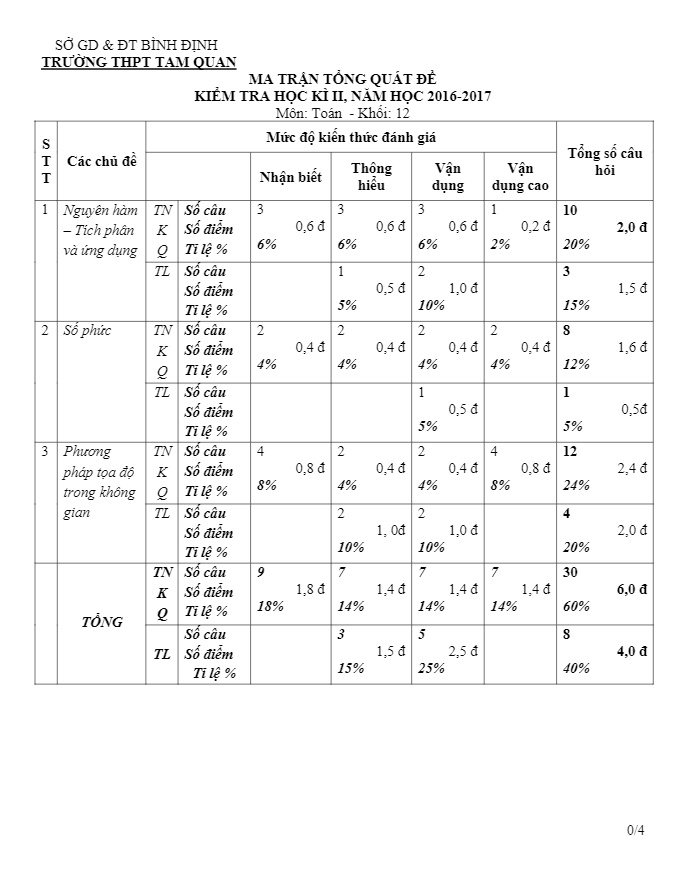 SỞ GD & ĐT BÌNH ĐỊNH
TRƯỜNG THPT TAM QUAN
MA TRẬN TỔNG QUÁT ĐỀ
KIỂM TRA HỌC KÌ II, NĂM HỌC 2016-2017
Môn: Toán - Khối: 12
S T T Các chủ đề Mức độ kiến thức đánh giá Tổng số câu hỏi
Nhận biết Thông hiểu Vận dụng Vận dụng cao
1 Nguyên hàm TN Số câu 3 3 3 1 10
– Tích phân K Số điểm 0,6 đ 0,6 đ 0,6 đ 0,2 đ 2,0 đ
và ứng dụng Q Tỉ lệ % 6% 6% 6% 2% 20%
TL Số câu 1 2 3
Số điểm 0,5 đ 1,0 đ 1,5 đ
Tỉ lệ % 5% 10% 15%
2 Số phức TN Số câu 2 2 2 2 8
K Số điểm 0,4 đ 0,4 đ 0,4 đ 0,4 đ 1,6 đ
Q Tỉ lệ % 4% 4% 4% 4% 12%
TL Số câu 1 1
Số điểm 0,5 đ 0,5đ
Tỉ lệ % 5% 5%
3 Phương TN Số câu 4 2 2 4 12
pháp tọa độ K Số điểm 0,8 đ 0,4 đ 0,4 đ 0,8 đ 2,4 đ
trong không Q Tỉ lệ % 8% 4% 4% 8% 24%
gian TL Số câu 2 2 4
Số điểm 1, 0đ 1,0 đ 2,0 đ
Tỉ lệ % 10% 10% 20%
TỔNG TN Số câu 9 7 7 7 30
K Số điểm 1,8 đ 1,4 đ 1,4 đ 1,4 đ 6,0 đ
Q Tỉ lệ % 18% 14% 14% 14% 60%
Số câu 3 5 8
TL Số điểm 1,5 đ 2,5 đ 4,0 đ
Tỉ lệ % 15% 25% 40%
0/4